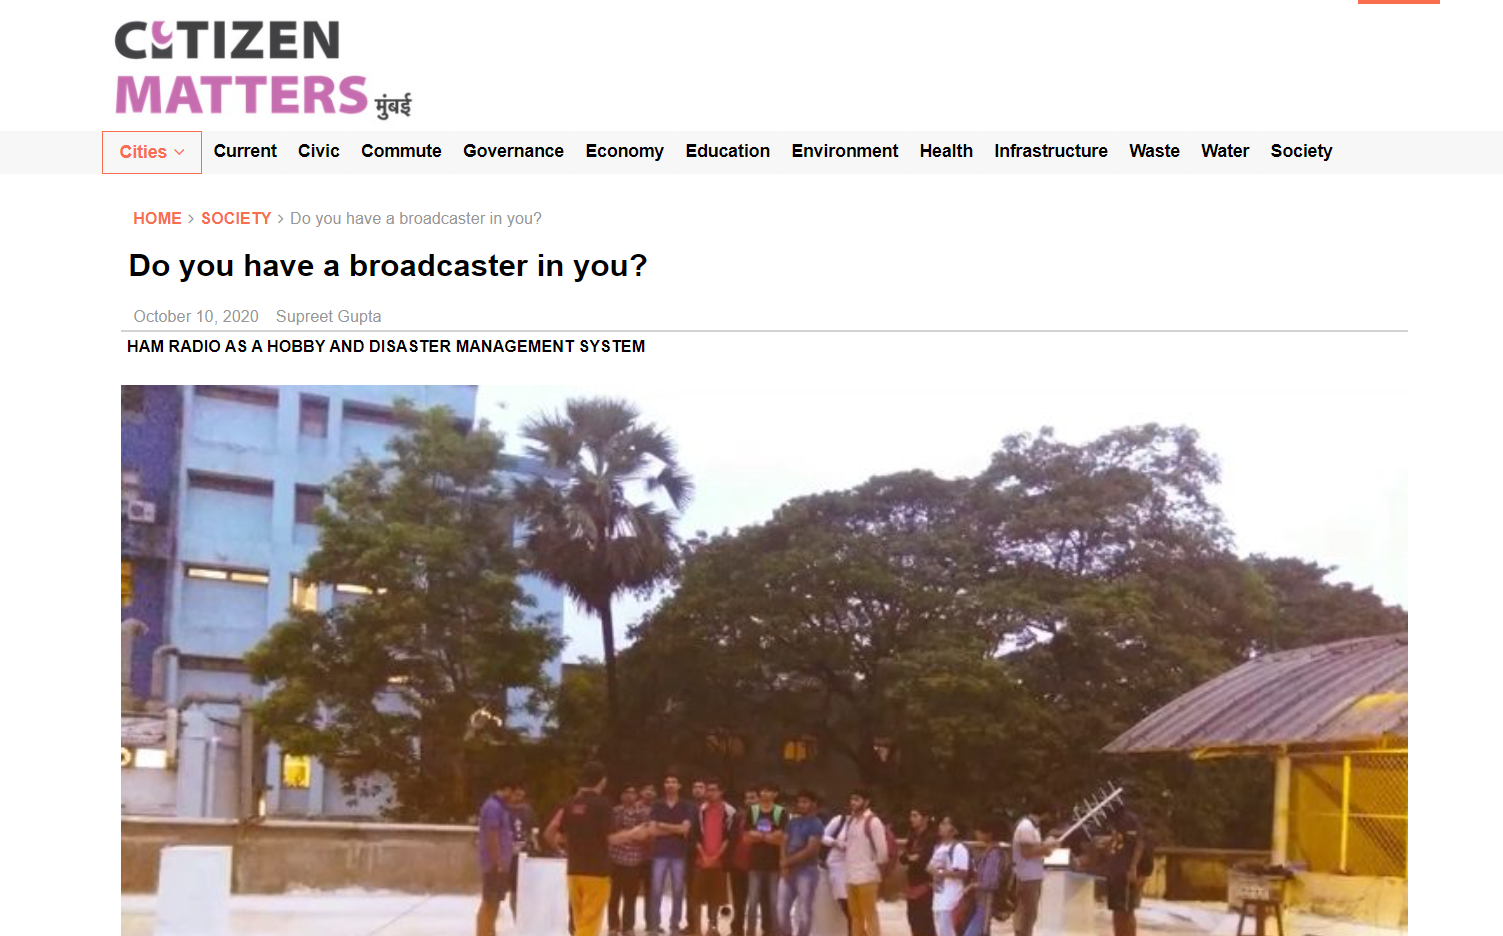 CITIZEN
MATTERS मुंबई
Cities Current Civic Commute Governance Economy Education Environment Health Infrastructure Waste Water Society
HOME > SOCIETY > Do you have a broadcaster in you?
Do you have a broadcaster in you?
October 10, 2020 Supreet Gupta
HAM RADIO AS A HOBBY AND DISASTER MANAGEMENT SYSTEM